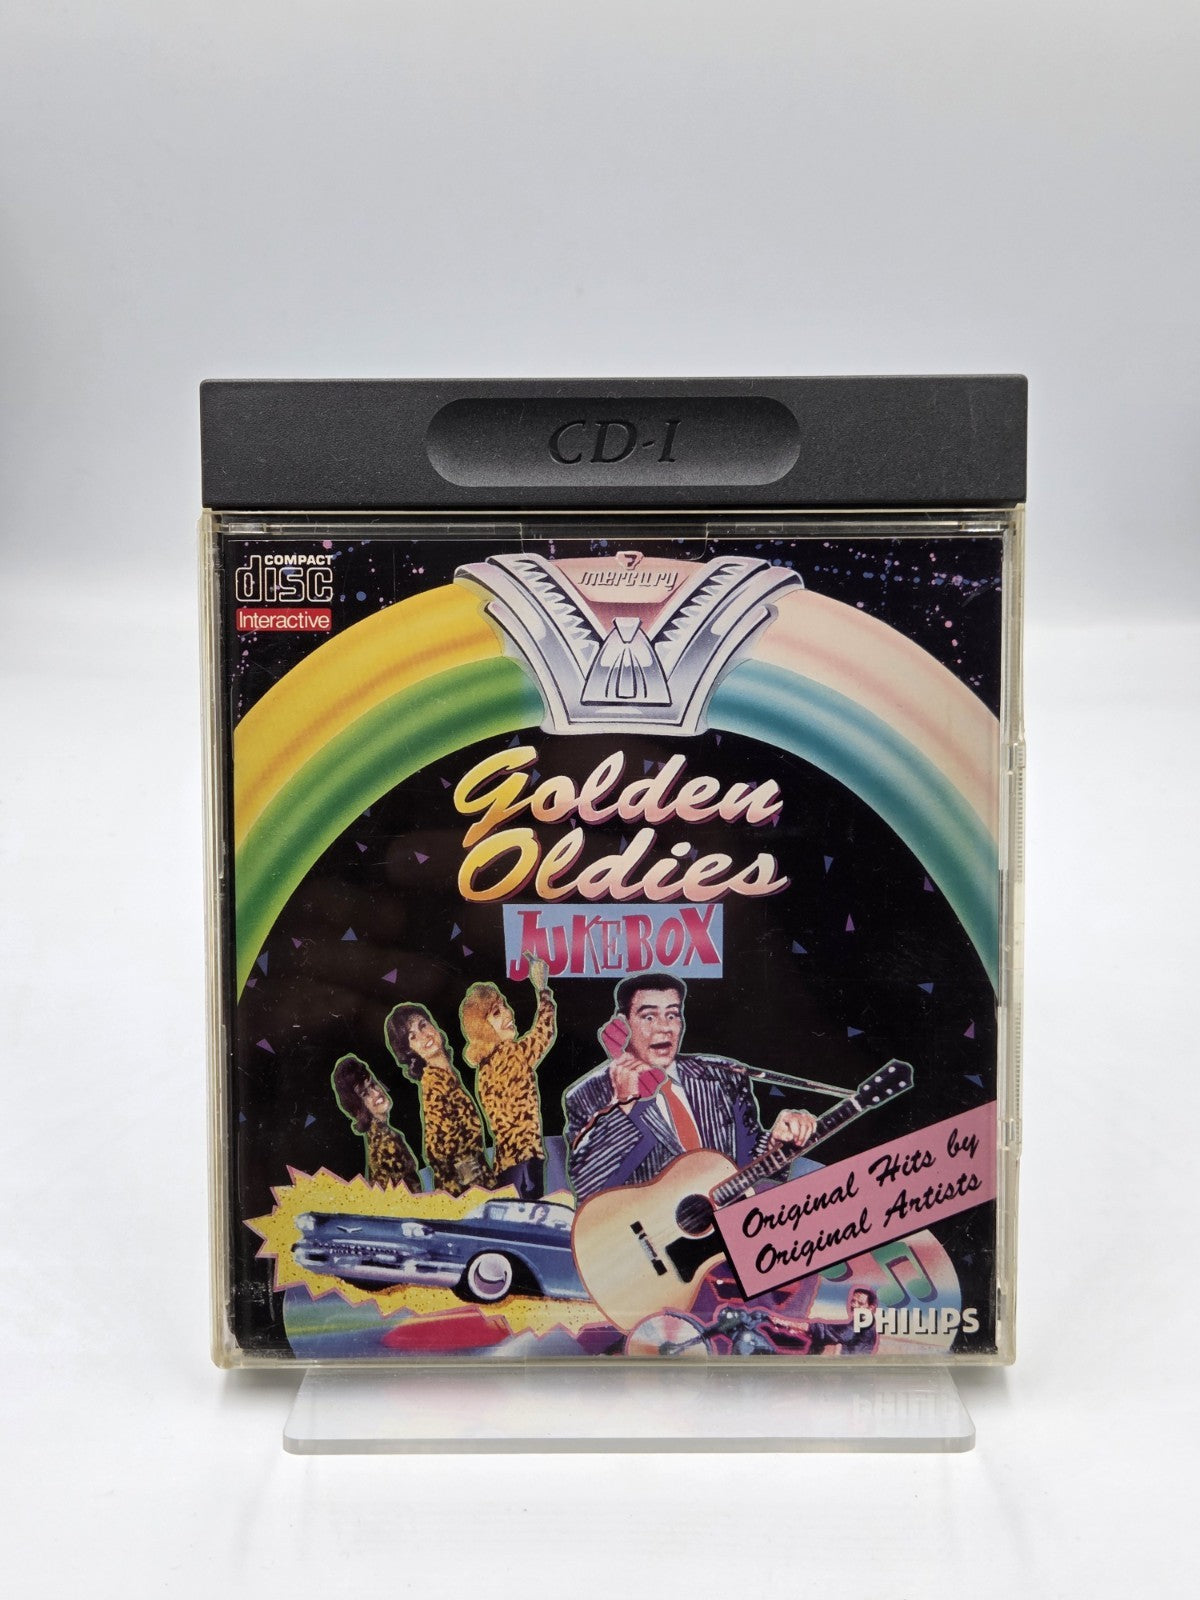 CD-I
COMPACT
disc
Interactive
mercury
Golden
Oldies
JUKEBOX
Original Hits by
Original Artists
PHILIPS